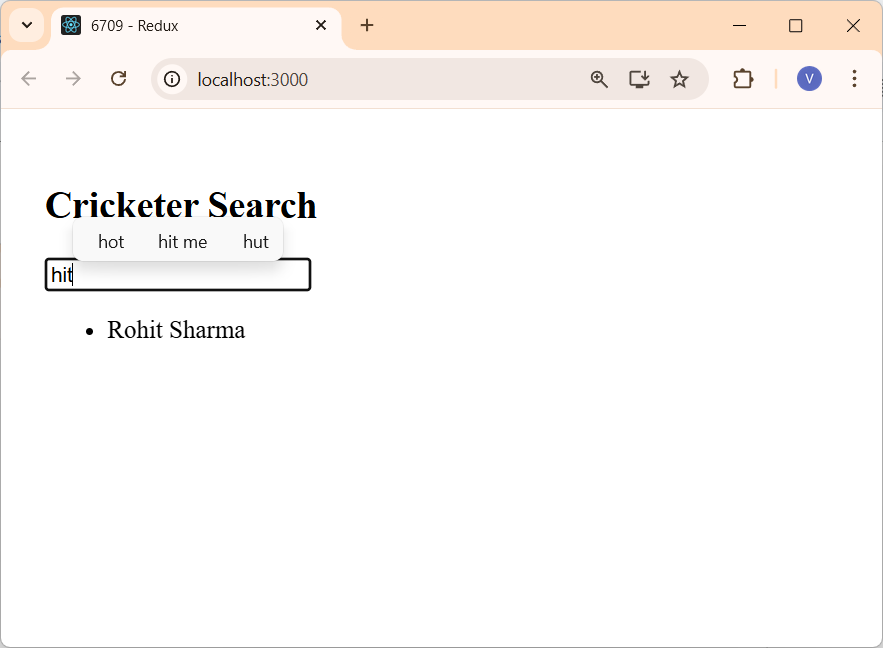 6709 - Redux
localhost:3000
V
Cricketer Search
hot hit me hut
hit
• Rohit Sharma